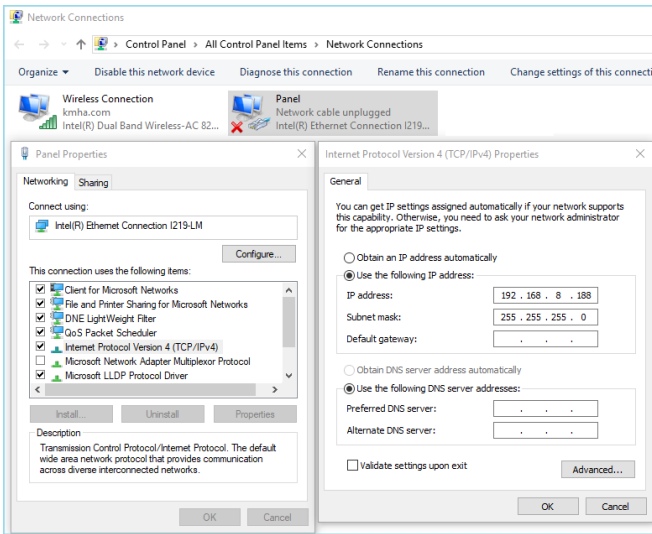 Network Connections
Control Panel > All Control Panel Items > Network Connections
Organize Disable this network device Diagnose this connection Rename this connection Change settings of this connecti
Wireless Connection
kmha.com
Intel(R) Dual Band Wireless-AC 82...
Panel
Network cable unplugged
Intel(R) Ethernet Connection I219...
Panel Properties
Networking Sharing
Connect using:
Intel(R) Ethernet Connection I219-LM
Configure...
This connection uses the following items:
Client for Microsoft Networks
File and Printer Sharing for Microsoft Networks
DNE LightWeight Filter
QoS Packet Scheduler
Internet Protocol Version 4 (TCP/IPv4)
Microsoft Network Adapter Multiplexor Protocol
Microsoft LLDP Protocol Driver
Install... Uninstall Properties
Description
Transmission Control Protocol/Internet Protocol. The default
wide area network protocol that provides communication
across diverse interconnected networks.
OK Cancel
Internet Protocol Version 4 (TCP/IPv4) Properties
General
You can get IP settings assigned automatically if your network supports
this capability. Otherwise, you need to ask your network administrator
for the appropriate IP settings.
Obtain an IP address automatically
Use the following IP address:
IP address: 192 . 168 . 8 . 188
Subnet mask: 255 . 255 . 255 . 0
Default gateway: . . .
Obtain DNS server address automatically
Use the following DNS server addresses:
Preferred DNS server: . . .
Alternate DNS server: . . .
Validate settings upon exit
Advanced...
OK Cancel